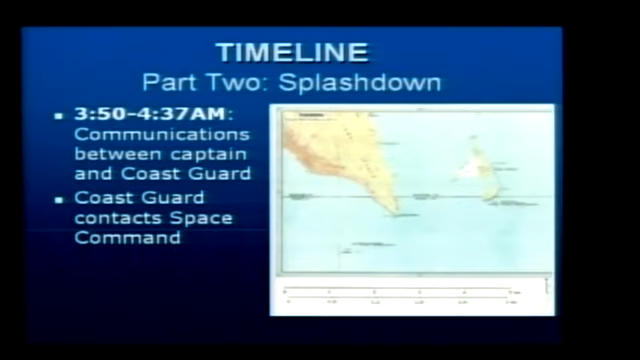 TIMELINE
Part Two: Splashdown
▪ 3:50-4:37AM:
Communications
between captain
and Coast Guard
▪ Coast Guard
contacts Space
Command